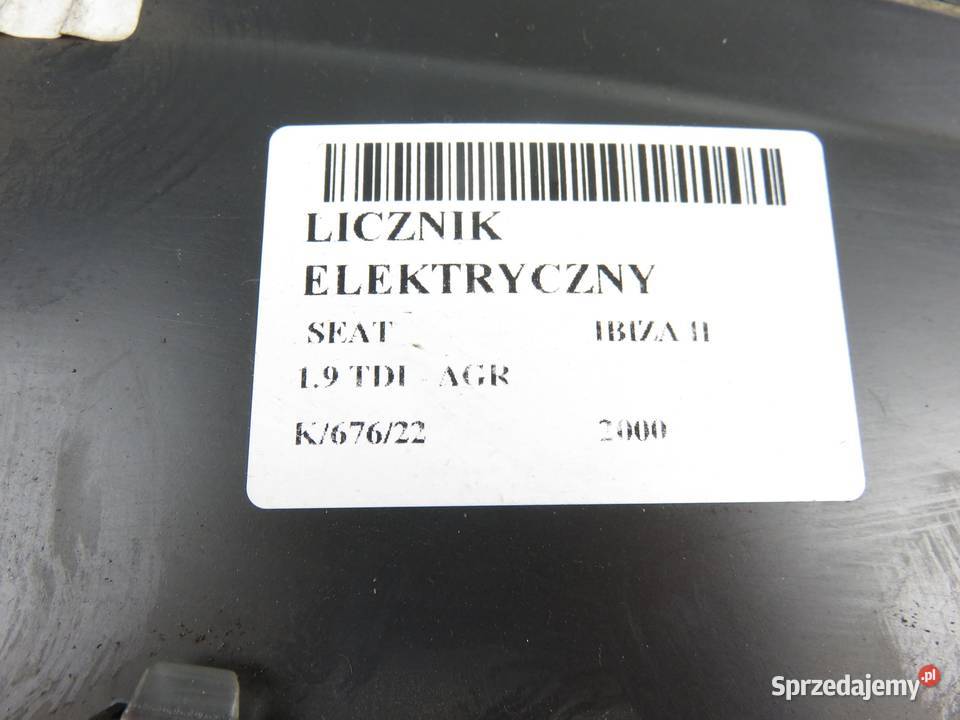 LICZNIK
ELEKTRYCZNY
SEAT IBIZA II
1.9 TDI - AGR
K/676/22 2000
Sprzedajemy.pl